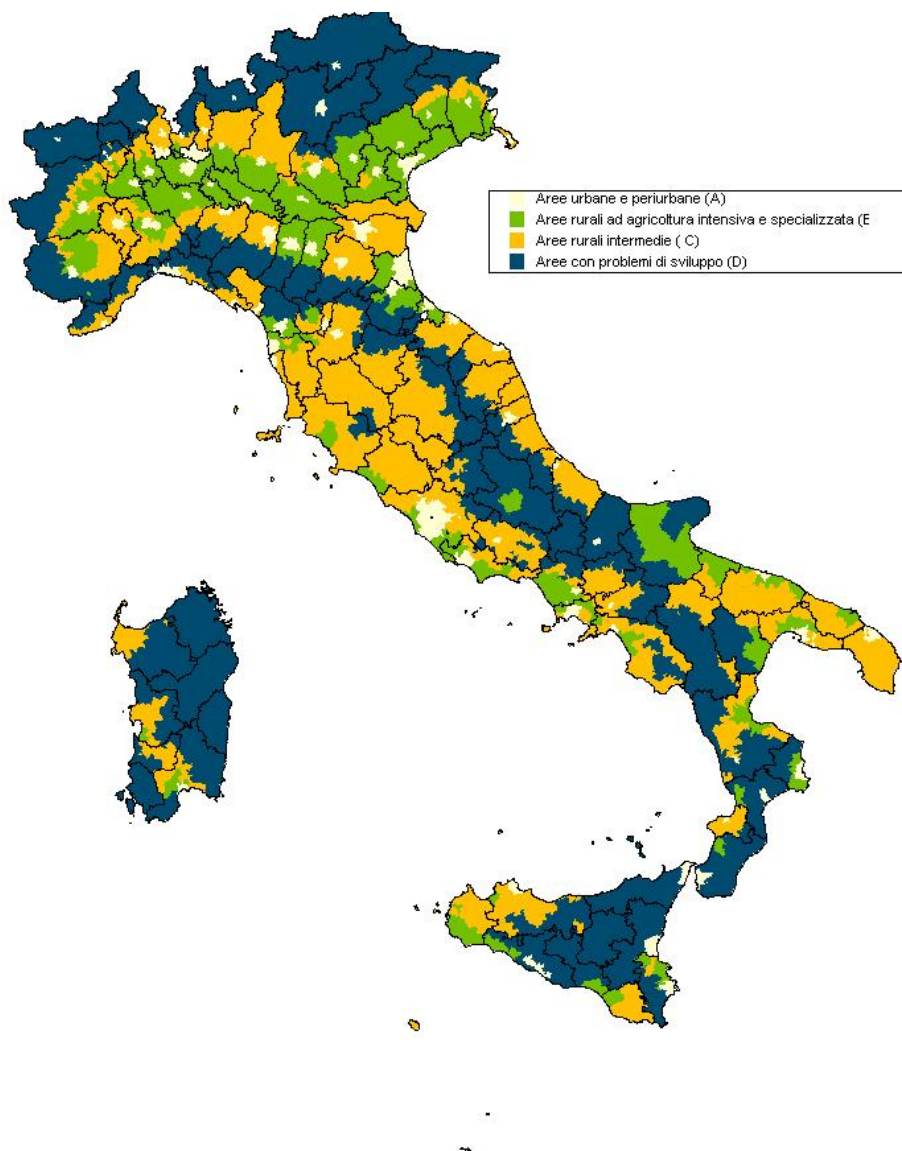 Aree urbane e periurbane (A)
Aree rurali ad agricoltura intensiva e specializzata (E
Aree rurali intermedie ( C)
Aree con problemi di sviluppo (D)